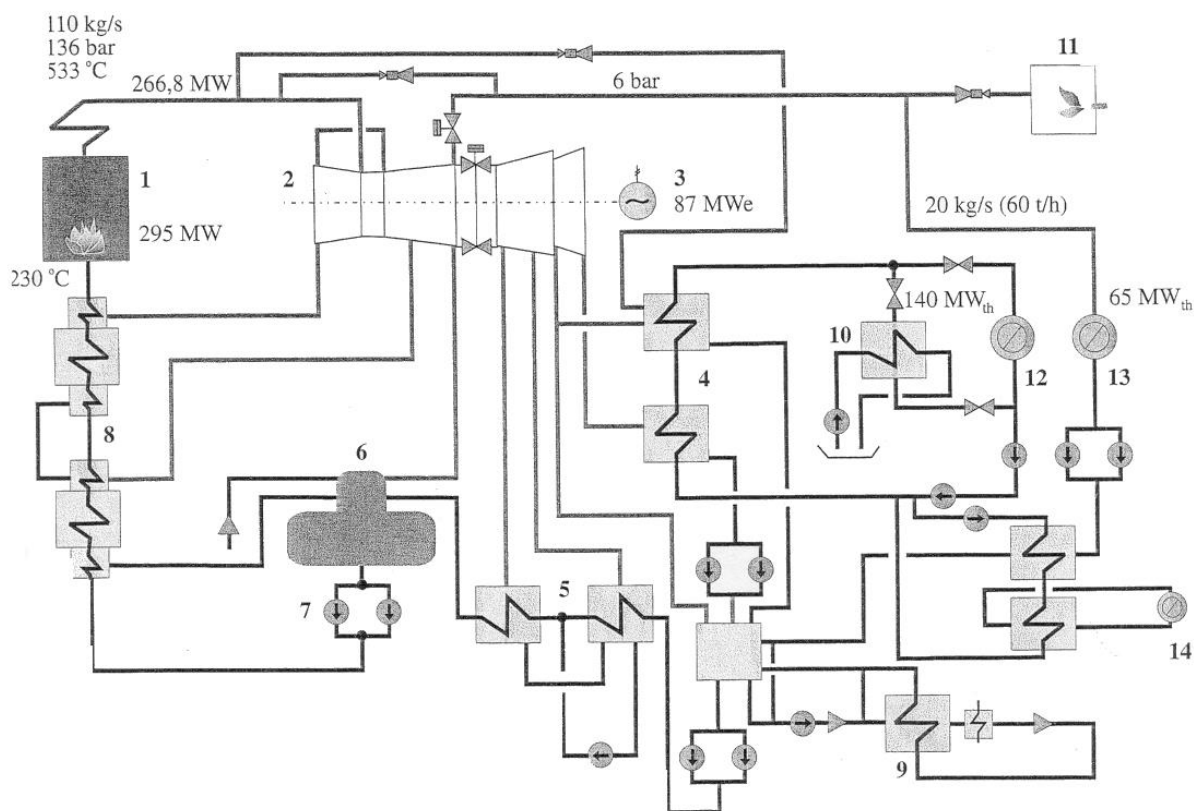 110 kg/s
136 bar
533 °C
266,8 MW
6 bar
11
1
2
3
87 MWe
295 MW
20 kg/s (60 t/h)
230 °C
140 MWth
65 MWth
10
4
12
13
8
6
7
5
14
9